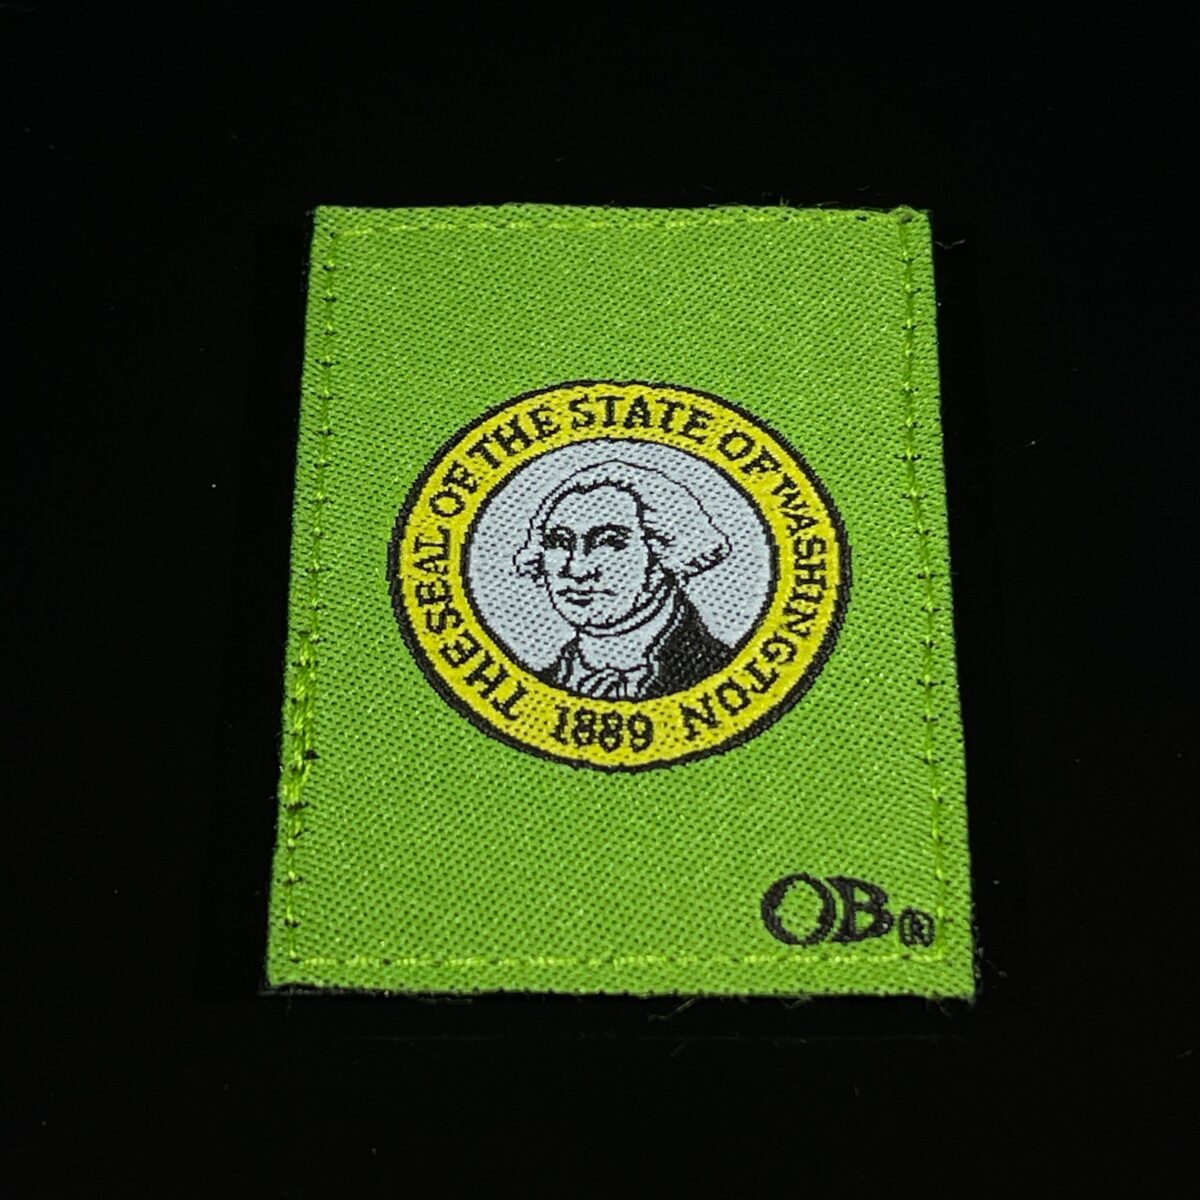 THE SEAL OF THE STATE OF WASHINGTON
1889
OB®